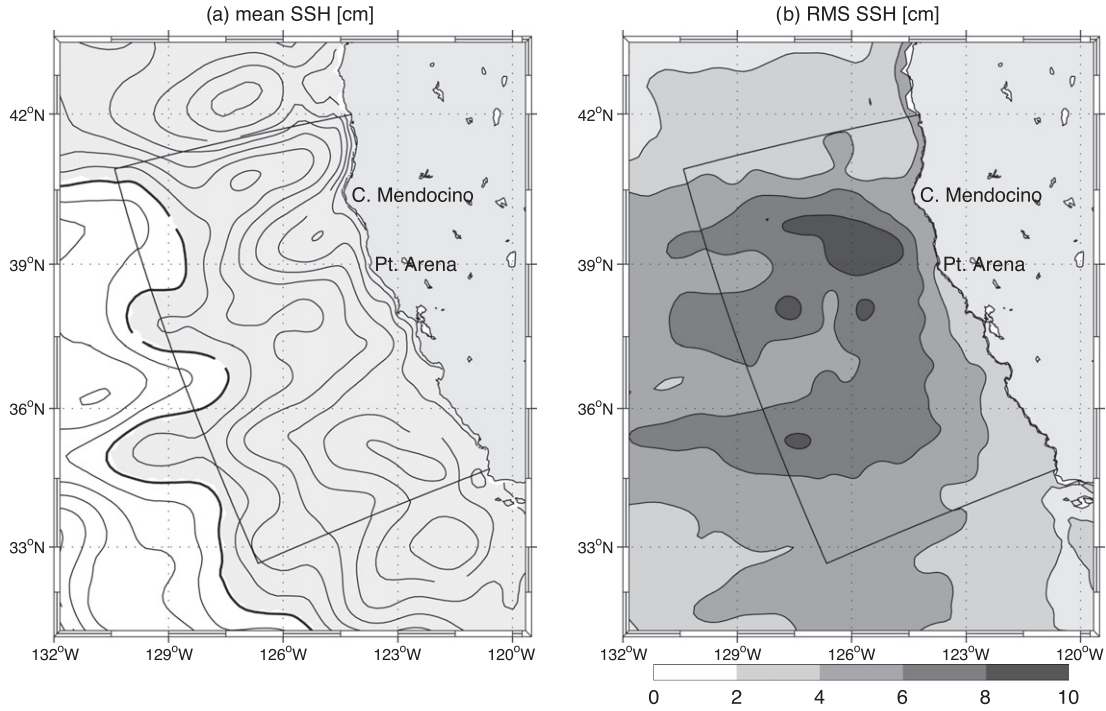 (a) mean SSH [cm]
(b) RMS SSH [cm]
42°N
39°N
36°N
33°N
132°W
129°W
126°W
123°W
120°W
C. Mendocino
Pt. Arena
42°N
39°N
36°N
33°N
132°W
129°W
126°W
123°W
120°W
C. Mendocino
Pt. Arena
0 2 4 6 8 10